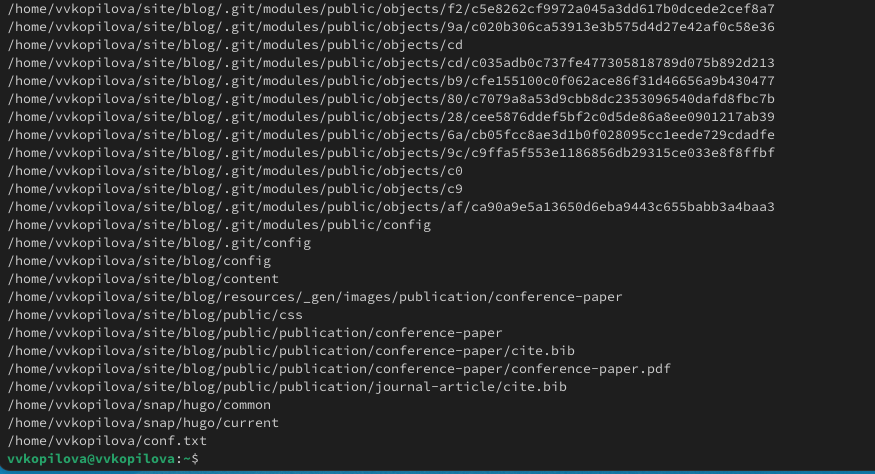 /home/vvkopilova/site/blog/.git/modules/public/objects/f2/c5e8262cf9972a045a3dd617b0dcede2cef8a7
/home/vvkopilova/site/blog/.git/modules/public/objects/9a/c020b306ca53913e3b575d4d27e42af0c58e36
/home/vvkopilova/site/blog/.git/modules/public/objects/cd
/home/vvkopilova/site/blog/.git/modules/public/objects/cd/c035adb0c737fe477305818789d075b892d213
/home/vvkopilova/site/blog/.git/modules/public/objects/b9/cfe155100c0f062ace86f31d46656a9b430477
/home/vvkopilova/site/blog/.git/modules/public/objects/80/c7079a8a53d9cbb8dc2353096540dafd8fbc7b
/home/vvkopilova/site/blog/.git/modules/public/objects/28/cee5876ddef5bf2c0d5de86a8ee0901217ab39
/home/vvkopilova/site/blog/.git/modules/public/objects/6a/cb05fcc8ae3d1b0f028095cc1eede729cdadfe
/home/vvkopilova/site/blog/.git/modules/public/objects/9c/c9ffa5f553e1186856db29315ce033e8f8ffbf
/home/vvkopilova/site/blog/.git/modules/public/objects/c0
/home/vvkopilova/site/blog/.git/modules/public/objects/c9
/home/vvkopilova/site/blog/.git/modules/public/objects/af/ca90a9e5a13650d6eba9443c655babb3a4baa3
/home/vvkopilova/site/blog/.git/modules/public/config
/home/vvkopilova/site/blog/.git/config
/home/vvkopilova/site/blog/config
/home/vvkopilova/site/blog/content
/home/vvkopilova/site/blog/resources/_gen/images/publication/conference-paper
/home/vvkopilova/site/blog/public/css
/home/vvkopilova/site/blog/public/publication/conference-paper
/home/vvkopilova/site/blog/public/publication/conference-paper/cite.bib
/home/vvkopilova/site/blog/public/publication/conference-paper/conference-paper.pdf
/home/vvkopilova/site/blog/public/publication/journal-article/cite.bib
/home/vvkopilova/snap/hugo/common
/home/vvkopilova/snap/hugo/current
/home/vvkopilova/conf.txt
vvkopilova@vvkopilova:~$